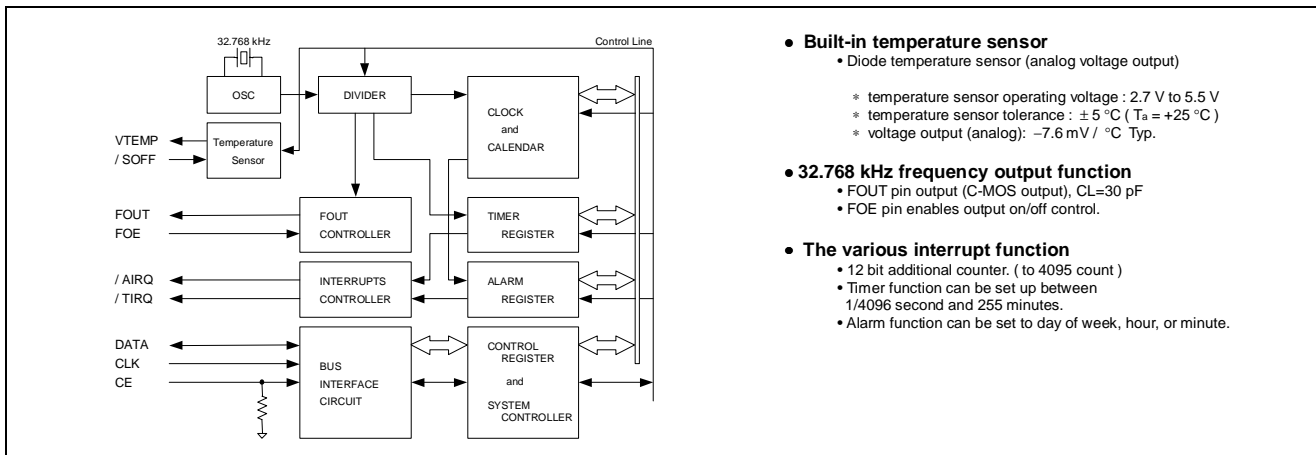 32.768 kHz
Control Line
OSC
DIVIDER
CLOCK
and
CALENDAR
VTEMP
/ SOFF
Temperature
Sensor
FOUT
FOE
FOUT
CONTROLLER
TIMER
REGISTER
/ AIRQ
/ TIRQ
INTERRUPTS
CONTROLLER
ALARM
REGISTER
DATA
CLK
CE
BUS
INTERFACE
CIRCUIT
CONTROL
REGISTER
and
SYSTEM
CONTROLLER
● Built-in temperature sensor
• Diode temperature sensor (analog voltage output)
∗ temperature sensor operating voltage : 2.7 V to 5.5 V
∗ temperature sensor tolerance : ± 5 °C ( Ta = +25 °C )
∗ voltage output (analog): −7.6 mV / °C Typ.
● 32.768 kHz frequency output function
• FOUT pin output (C-MOS output), CL=30 pF
• FOE pin enables output on/off control.
● The various interrupt function
• 12 bit additional counter. ( to 4095 count )
• Timer function can be set up between
1/4096 second and 255 minutes.
• Alarm function can be set to day of week, hour, or minute.